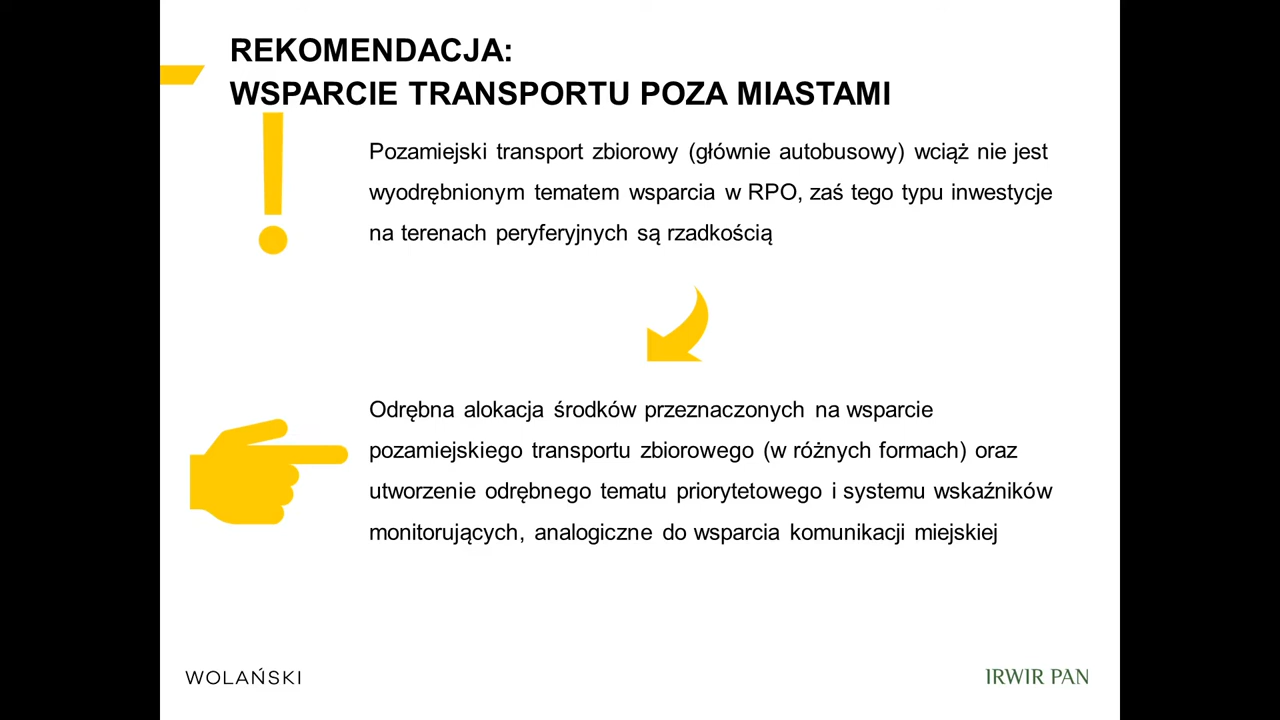 REKOMENDACJA:
WSPARCIE TRANSPORTU POZA MIASTAMI
Pozamiejski transport zbiorowy (głównie autobusowy) wciąż nie jest
wyodrębnionym tematem wsparcia w RPO, zaś tego typu inwestycje
na terenach peryferyjnych są rzadkością
Odrębna alokacja środków przeznaczonych na wsparcie
pozamiejskiego transportu zbiorowego (w różnych formach) oraz
utworzenie odrębnego tematu priorytetowego i systemu wskaźników
monitorujących, analogiczne do wsparcia komunikacji miejskiej
WOLAŃSKI
IRWIR PAN